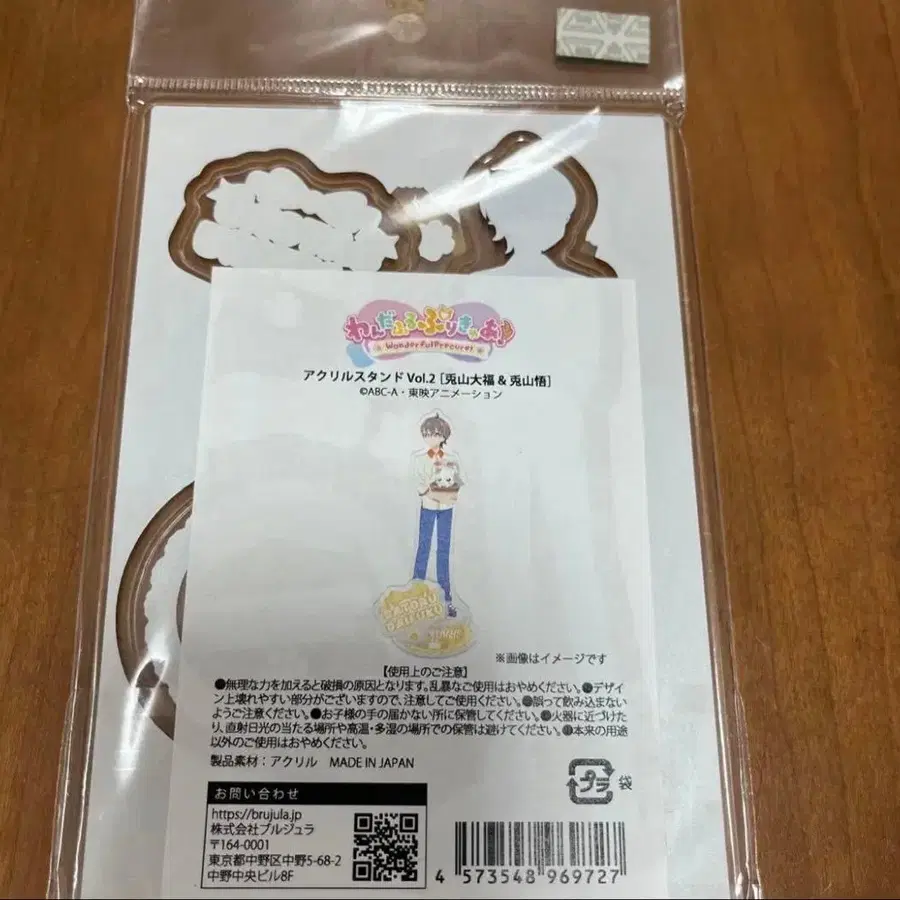 わんだふるぷりきゅあ!
WonderfulPrecure!
アクリルスタンド Vol.2［兎山大福 & 兎山悟］
©ABC-A・東映アニメーション
SATORU
DAIFUKU
※画像はイメージです
【使用上のご注意】
●無理な力を加えると破損の原因となります。乱暴なご使用はおやめください。●デザイン
上壊れやすい部分がございますので、注意してご使用ください。●誤って飲み込まない
ようご注意ください。●お子様の手の届かない所に保管してください。●火器に近づけた
り、直射日光の当たる場所や高温・多湿の場所での保管は避けてください。●本来の用途
以外のご使用はおやめください。
製品素材：アクリル MADE IN JAPAN
プラ 袋
お問い合わせ
https://brujula.jp
株式会社ブルジュラ
〒164-0001
東京都中野区中野5-68-2
中野中央ビル8F
4 573548 969727